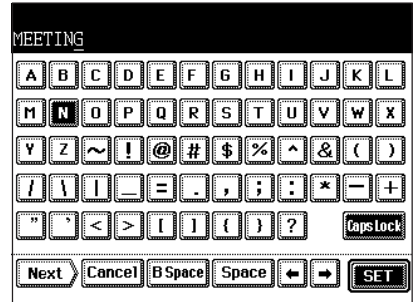 MEETING
A B C D E F G H I J K L
M N O P Q R S T U V W X
Y Z ~ ! @ # $ % ^ & ( )
/ \ | _ = . , ; : * - +
" ` < > [ ] { } ?
Caps Lock
Next Cancel B Space Space ← → SET